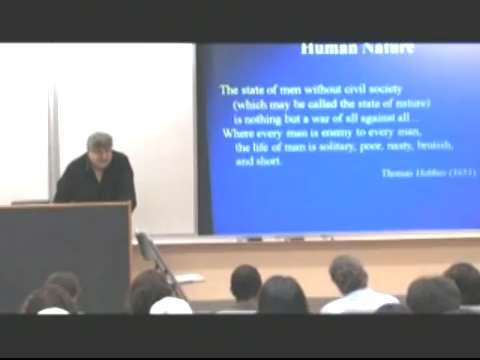 Human Nature
The state of men without civil society
(which may be called the state of nature)
is nothing but a war of all against all...
Where every man is enemy to every man,
the life of man is solitary, poor, nasty, brutish,
and short.
Thomas Hobbes (1651)